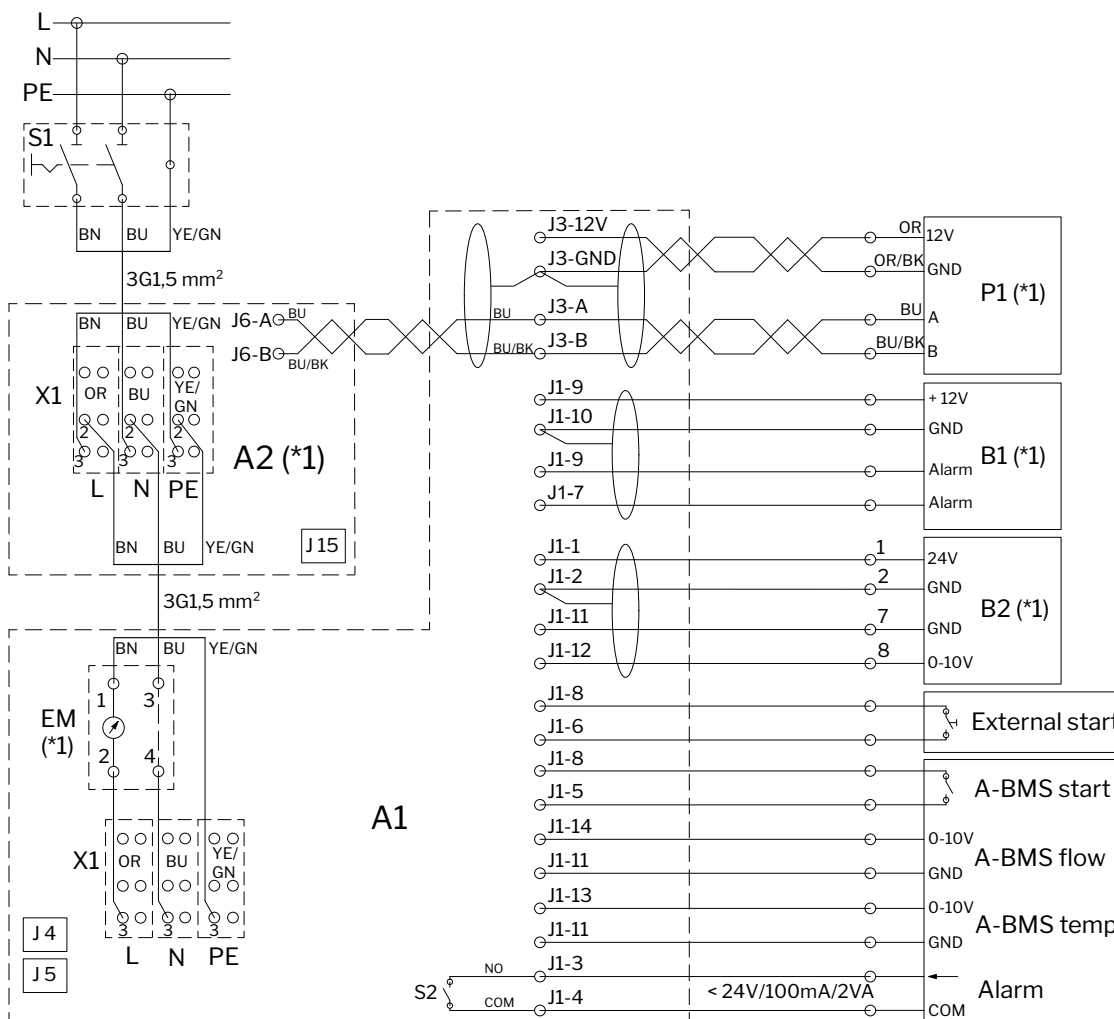 L
N
PE
S1
BN BU YE/GN
3G1,5 mm²
BN BU YE/GN
X1
OR BU YE/
GN
2 2 2
3 3 3
L N PE
A2 (*1)
BN BU YE/GN
J 15
J6-A BU
J6-B BU/BK
3G1,5 mm²
BN BU YE/GN
EM
(*1)
1 3
2 4
X1
OR BU YE/
GN
3 3 3
L N PE
J 4
J 5
A1
J3-12V OR 12V
J3-GND OR/BK GND
BU J3-A BU A
BU/BK J3-B BU/BK B
P1 (*1)
J1-9 + 12V
J1-10 GND
J1-9 Alarm
J1-7 Alarm
B1 (*1)
J1-1 1 24V
J1-2 2 GND
J1-11 7 GND
J1-12 8 0-10V
B2 (*1)
J1-8
J1-6
External start
J1-8
J1-5
A-BMS start
J1-14 0-10V
J1-11 GND
A-BMS flow
J1-13 0-10V
J1-11 GND
A-BMS temp
S2
NO J1-3
COM J1-4 < 24V/100mA/2VA COM
Alarm